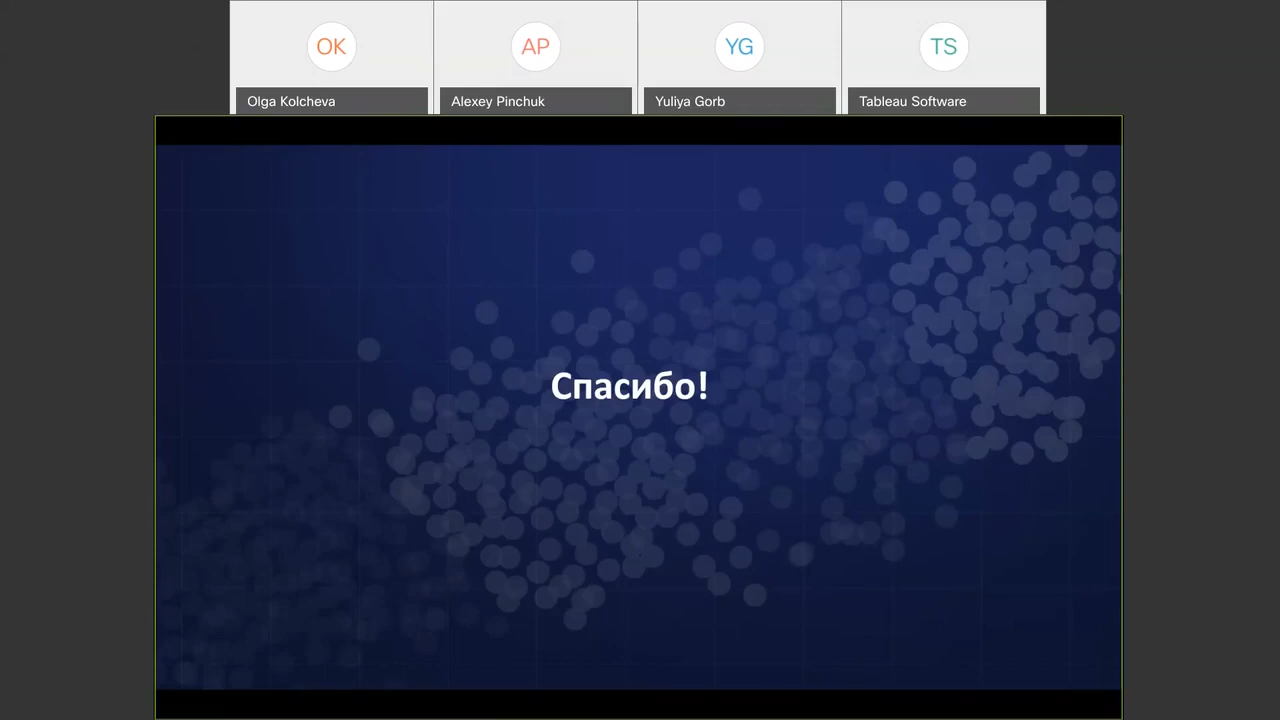 OK
AP
YG
TS
Olga Kolcheva
Alexey Pinchuk
Yuliya Gorb
Tableau Software
Спасибо!